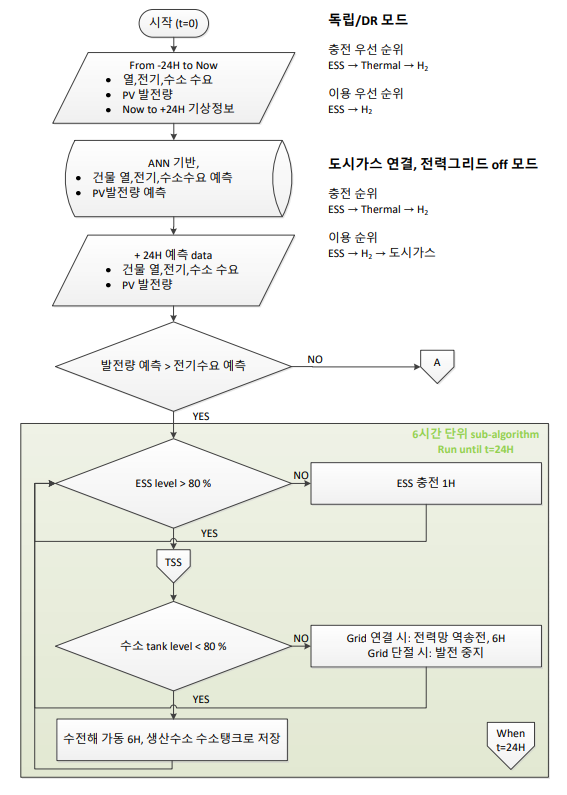 시작 (t=0)
From -24H to Now
• 열,전기,수소 수요
• PV 발전량
• Now to +24H 기상정보
ANN 기반,
• 건물 열,전기,수소수요 예측
• PV발전량 예측
+ 24H 예측 data
• 건물 열,전기,수소 수요
• PV 발전량
독립/DR 모드
충전 우선 순위
ESS → Thermal → H₂
이용 우선 순위
ESS → H₂
도시가스 연결, 전력그리드 off 모드
충전 순위
ESS → Thermal → H₂
이용 순위
ESS → H₂ → 도시가스
발전량 예측 > 전기수요 예측
NO
A
YES
6시간 단위 sub-algorithm
Run until t=24H
ESS level > 80 %
NO
ESS 충전 1H
YES
TSS
수소 tank level < 80 %
NO
Grid 연결 시: 전력망 역송전, 6H
Grid 단절 시: 발전 중지
YES
수전해 가동 6H, 생산수소 수소탱크로 저장
When
t=24H